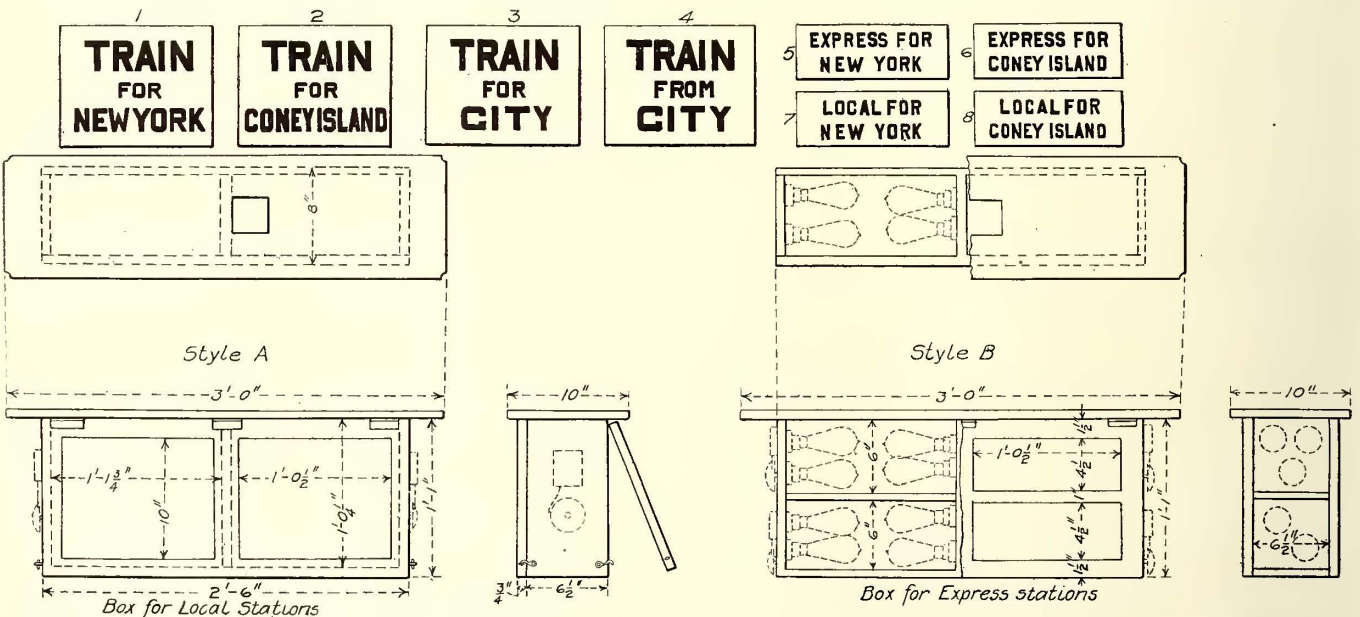 1
TRAIN
FOR
NEW YORK
2
TRAIN
FOR
CONEY ISLAND
3
TRAIN
FOR
CITY
4
TRAIN
FROM
CITY
5
EXPRESS FOR
NEW YORK
6
EXPRESS FOR
CONEY ISLAND
7
LOCAL FOR
NEW YORK
8
LOCAL FOR
CONEY ISLAND
8"
Style A
Style B
3'-0"
1'-1 3/4"
10"
1'-0 1/2"
1'-0 1/4"
1'-1"
2'-6"
Box for Local Stations
10"
3/4"
6 1/2"
3'-0"
6"
6"
1'-0 1/2"
1 1/2"
4 1/2"
1"
4 1/2"
1 1/2"
1'-1"
Box for Express stations
10"
6 1/2"